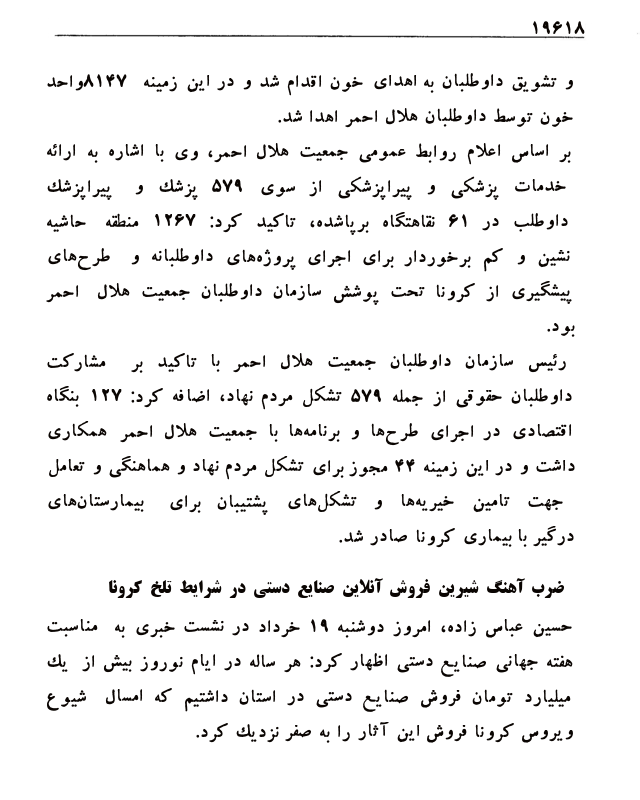 ۱۹۶۱۸
و تشویق داوطلبان به اهدای خون اقدام شد و در این زمینه ۸۱۴۷واحد
خون توسط داوطلبان هلال احمر اهدا شد.
بر اساس اعلام روابط عمومی جمعیت هلال احمر، وی با اشاره به ارائه
خدمات پزشکی و پیراپزشکی از سوی ۵۷۹ پزشك و پیراپزشك
داوطلب در ۶۱ نقاهتگاه برپاشده، تاکید کرد: ۱۲۶۷ منطقه حاشیه
نشین و کم برخوردار برای اجرای پروژه‌های داوطلبانه و طرح‌های
پیشگیری از کرونا تحت پوشش سازمان داوطلبان جمعیت هلال احمر
بود.
رئیس سازمان داوطلبان جمعیت هلال احمر با تاکید بر مشارکت
داوطلبان حقوقی از جمله ۵۷۹ تشکل مردم نهاد، اضافه کرد: ۱۲۷ بنگاه
اقتصادی در اجرای طرح‌ها و برنامه‌ها با جمعیت هلال احمر همکاری
داشت و در این زمینه ۴۴ مجوز برای تشکل مردم نهاد و هماهنگی و تعامل
جهت تامین خیریه‌ها و تشکل‌های پشتیبان برای بیمارستان‌های
درگیر با بیماری کرونا صادر شد.
ضرب آهنگ شیرین فروش آنلاین صنایع دستی در شرایط تلخ کرونا
حسین عباس زاده، امروز دوشنبه ۱۹ خرداد در نشست خبری به مناسبت
هفته جهانی صنایع دستی اظهار کرد: هر ساله در ایام نوروز بیش از یك
میلیارد تومان فروش صنایع دستی در استان داشتیم که امسال شیوع
ویروس کرونا فروش این آثار را به صفر نزدیك کرد.